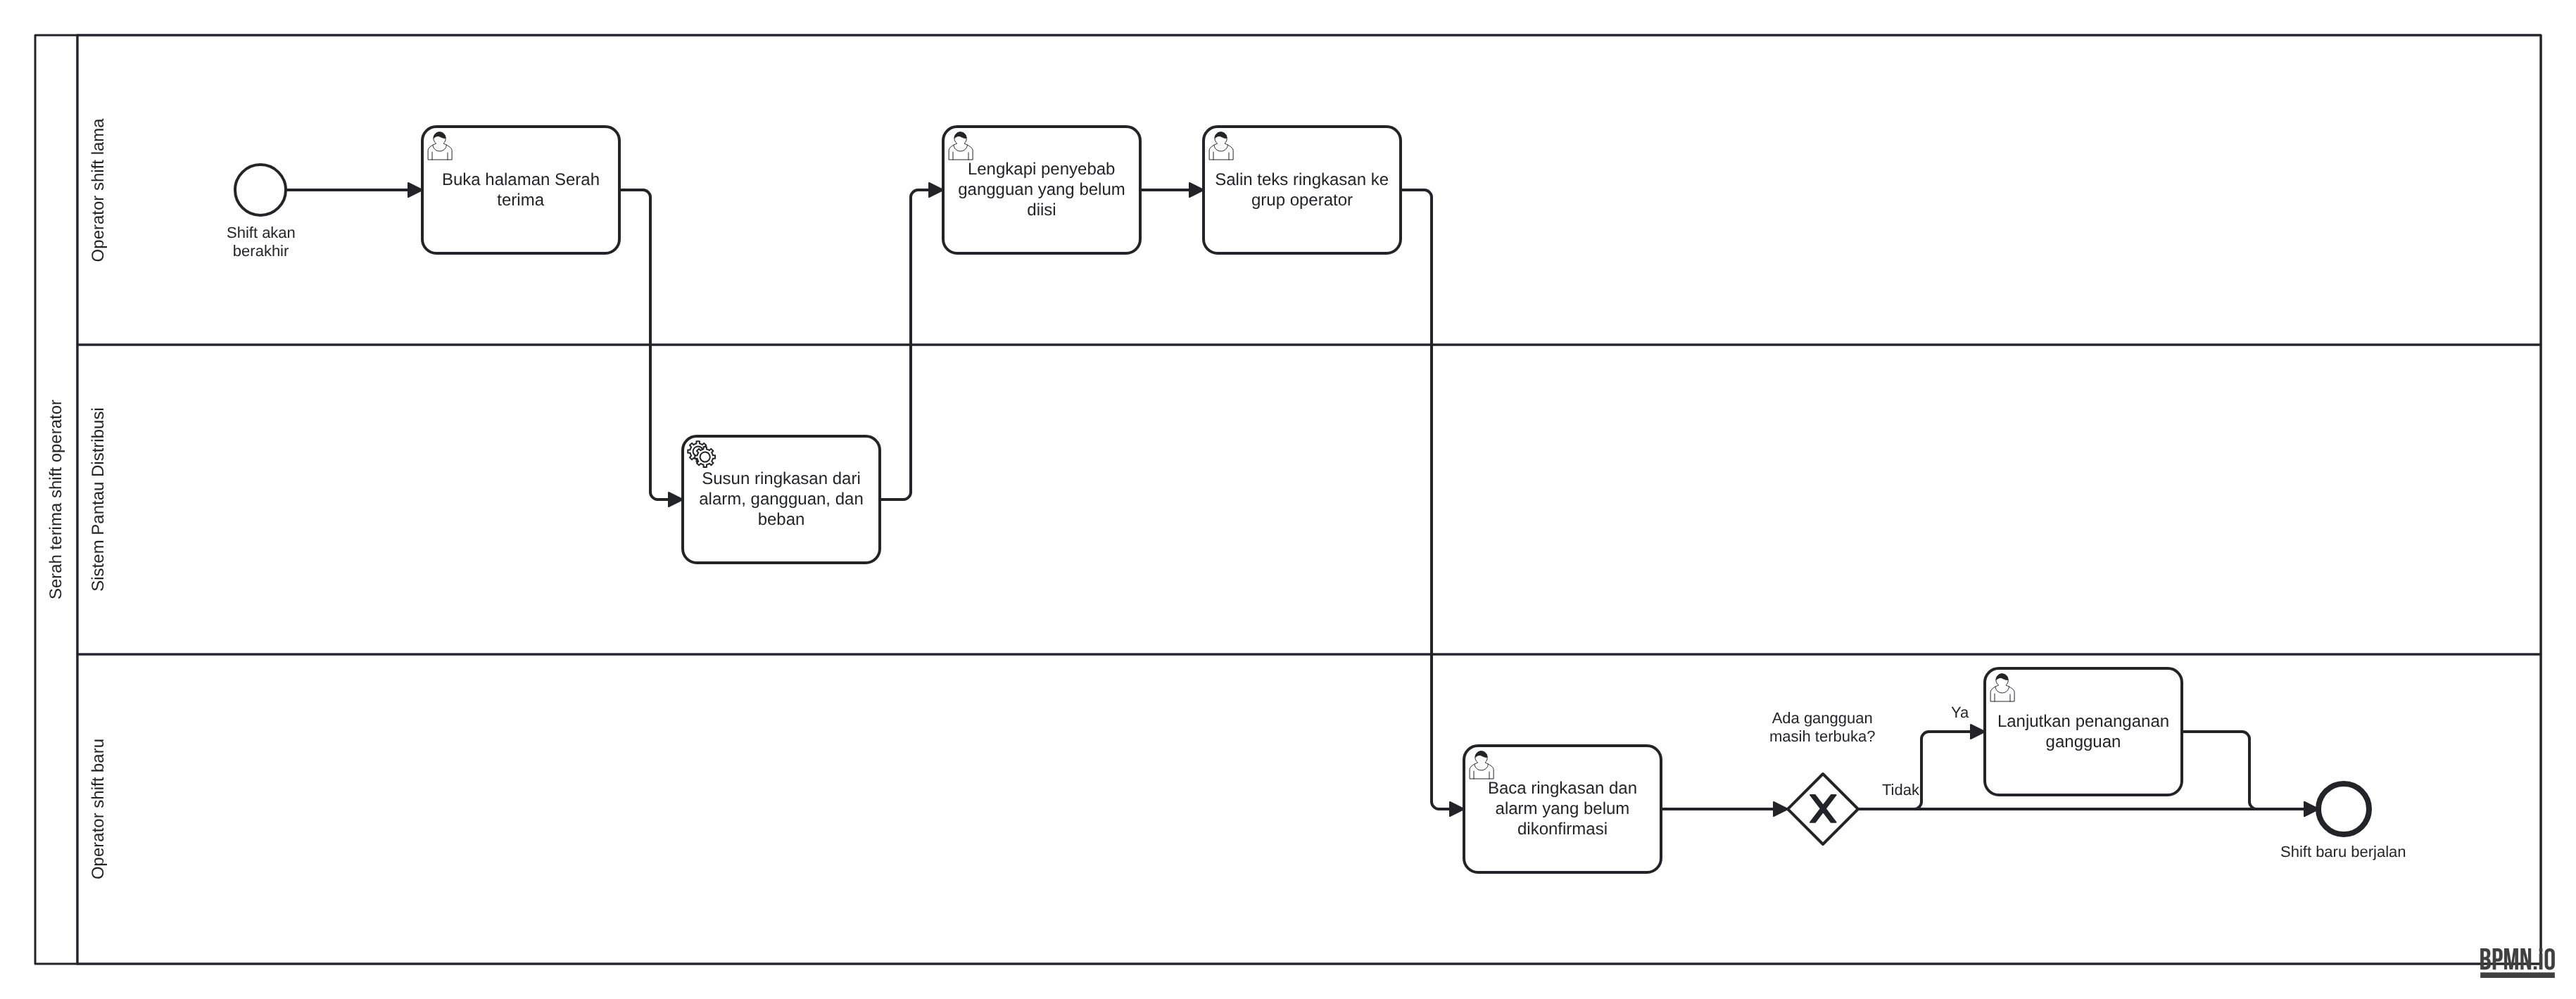 Serah terima shift operator
Operator shift lama
Shift akan
berakhir
Buka halaman Serah
terima
Lengkapi penyebab
gangguan yang belum
diisi
Salin teks ringkasan ke
grup operator
Sistem Pantau Distribusi
Susun ringkasan dari
alarm, gangguan, dan
beban
Operator shift baru
Baca ringkasan dan
alarm yang belum
dikonfirmasi
Ada gangguan
masih terbuka?
Ya
Tidak
Lanjutkan penanganan
gangguan
Shift baru berjalan
BPMN.IO